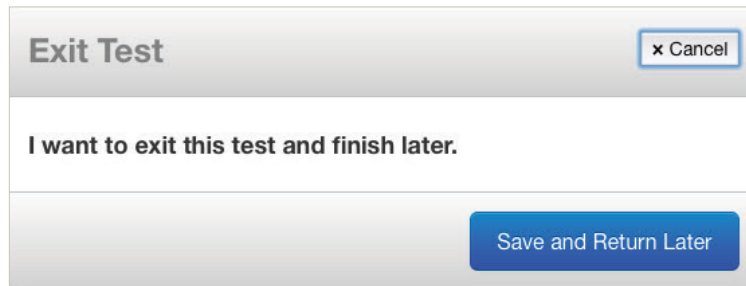 Exit Test
× Cancel
I want to exit this test and finish later.
Save and Return Later